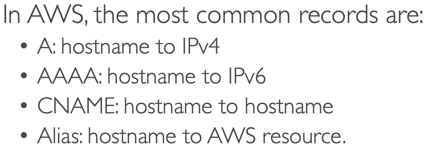 In AWS, the most common records are:
• A: hostname to IPv4
• AAAA: hostname to IPv6
• CNAME: hostname to hostname
• Alias: hostname to AWS resource.